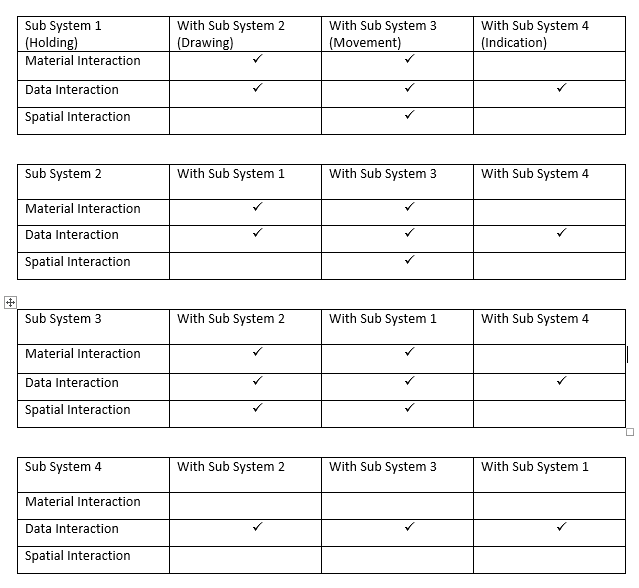 Sub System 1 With Sub System 2 With Sub System 3 With Sub System 4
(Holding) (Drawing) (Movement) (Indication)
Material Interaction ✓ ✓
Data Interaction ✓ ✓ ✓
Spatial Interaction ✓
Sub System 2 With Sub System 1 With Sub System 3 With Sub System 4
Material Interaction ✓ ✓
Data Interaction ✓ ✓ ✓
Spatial Interaction ✓
Sub System 3 With Sub System 2 With Sub System 1 With Sub System 4
Material Interaction ✓ ✓
Data Interaction ✓ ✓ ✓
Spatial Interaction ✓ ✓
Sub System 4 With Sub System 2 With Sub System 3 With Sub System 1
Material Interaction
Data Interaction ✓ ✓ ✓
Spatial Interaction